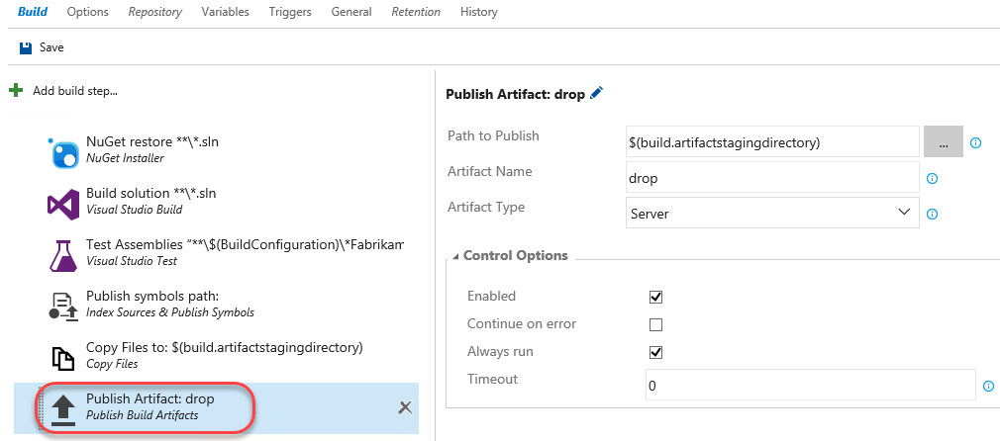 Build Options Repository Variables Triggers General Retention History
Save
Add build step...
NuGet restore **\*.sln
NuGet Installer
Build solution **\*.sln
Visual Studio Build
Test Assemblies "**\$(BuildConfiguration)\*Fabrikam
Visual Studio Test
Publish symbols path:
Index Sources & Publish Symbols
Copy Files to: $(build.artifactstagingdirectory)
Copy Files
Publish Artifact: drop
Publish Build Artifacts
Publish Artifact: drop
Path to Publish $(build.artifactstagingdirectory) ...
Artifact Name drop
Artifact Type Server
Control Options
Enabled
Continue on error
Always run
Timeout 0